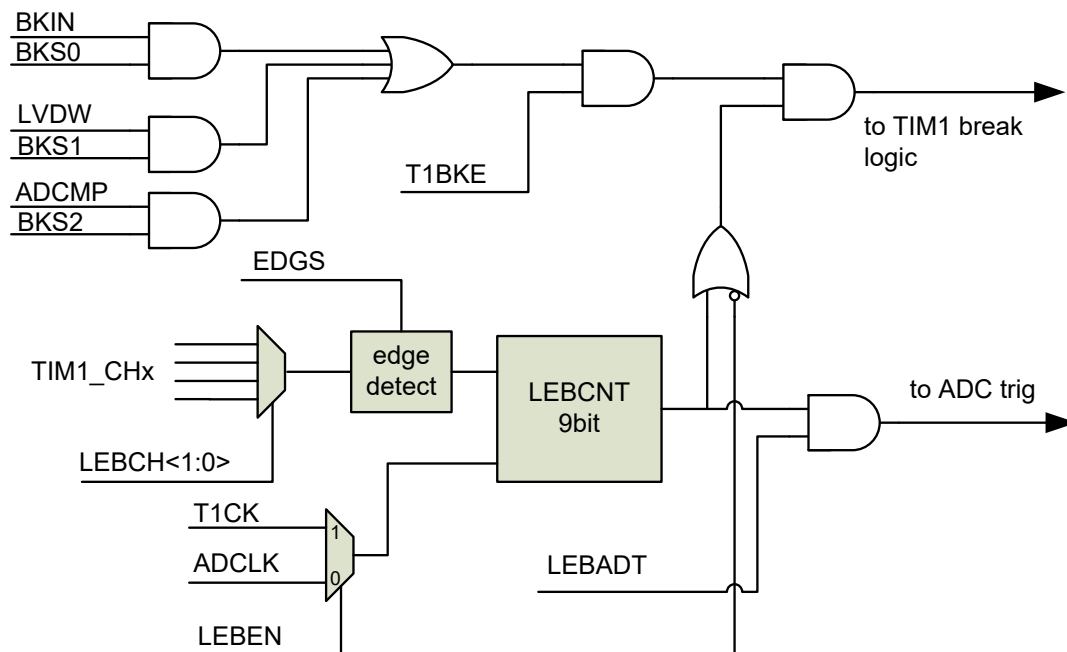 BKIN
BKS0
LVDW
BKS1
ADCMP
BKS2
T1BKE
to TIM1 break
logic
EDGS
TIM1_CHx
edge
detect
LEBCNT
9bit
to ADC trig
LEBCH<1:0>
T1CK
1
ADCLK
0
LEBADT
LEBEN